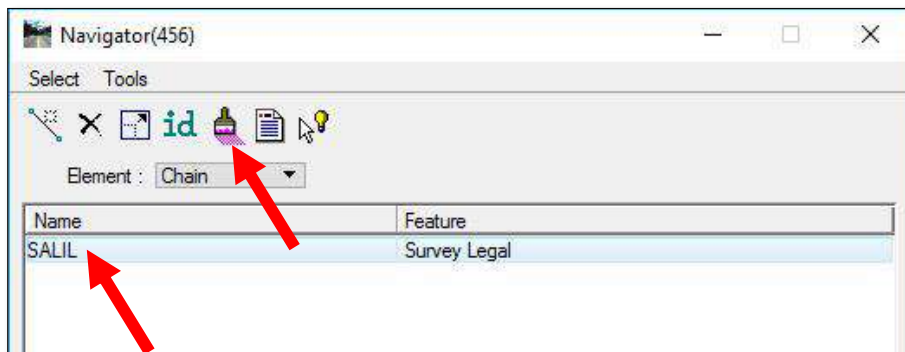 Navigator(456)
Select Tools
id
Element : Chain
Name Feature
SALIL Survey Legal